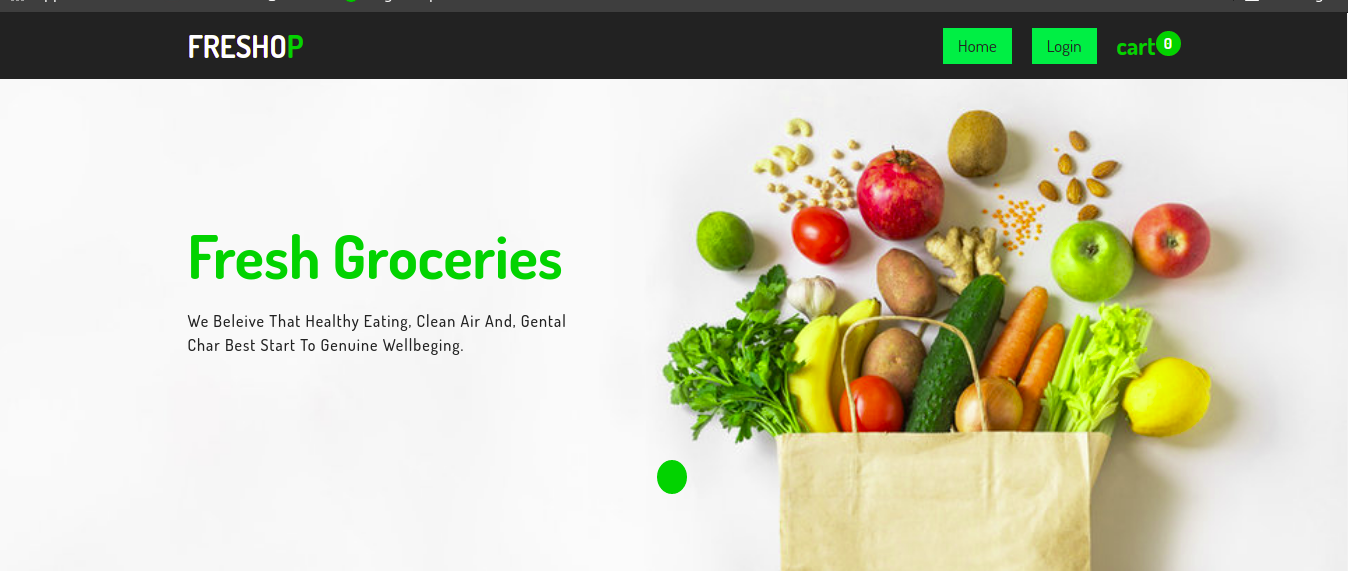 FRESHOP
Home
Login
cart 0
Fresh Groceries
We Beleive That Healthy Eating, Clean Air And, Gental
Char Best Start To Genuine Wellbeging.